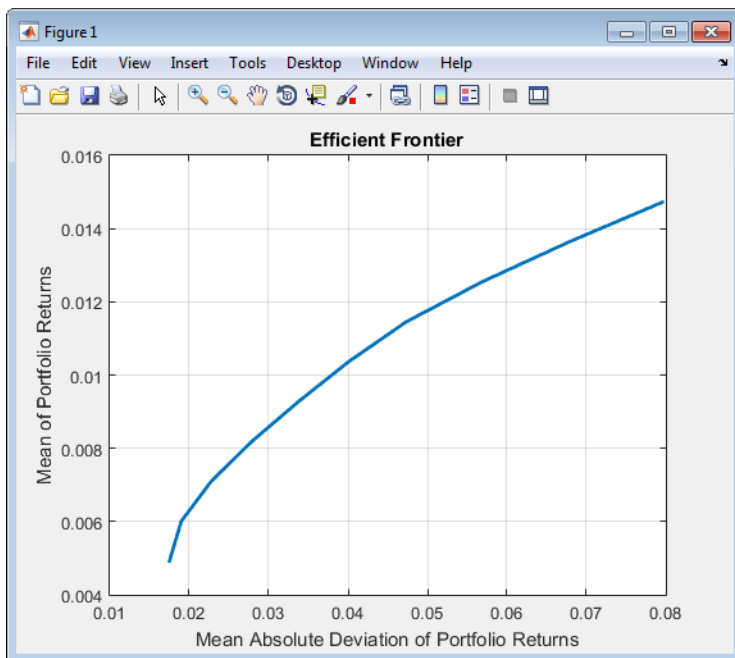 Figure 1
File Edit View Insert Tools Desktop Window Help
Efficient Frontier
0.016
0.014
0.012
0.01
0.008
0.006
0.004
Mean of Portfolio Returns
0.01 0.02 0.03 0.04 0.05 0.06 0.07 0.08
Mean Absolute Deviation of Portfolio Returns